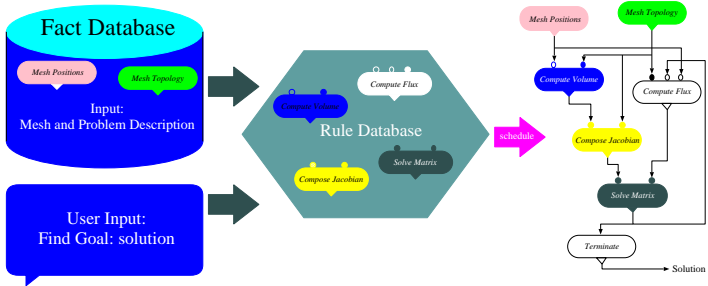 Fact Database
Mesh Positions
Mesh Topology
Input:
Mesh and Problem Description
User Input:
Find Goal: solution
Compute Flux
Compute Volume
Rule Database
Solve Matrix
Compose Jacobian
schedule
Mesh Positions
Mesh Topology
Compute Volume
Compute Flux
Compose Jacobian
Solve Matrix
Terminate
Solution